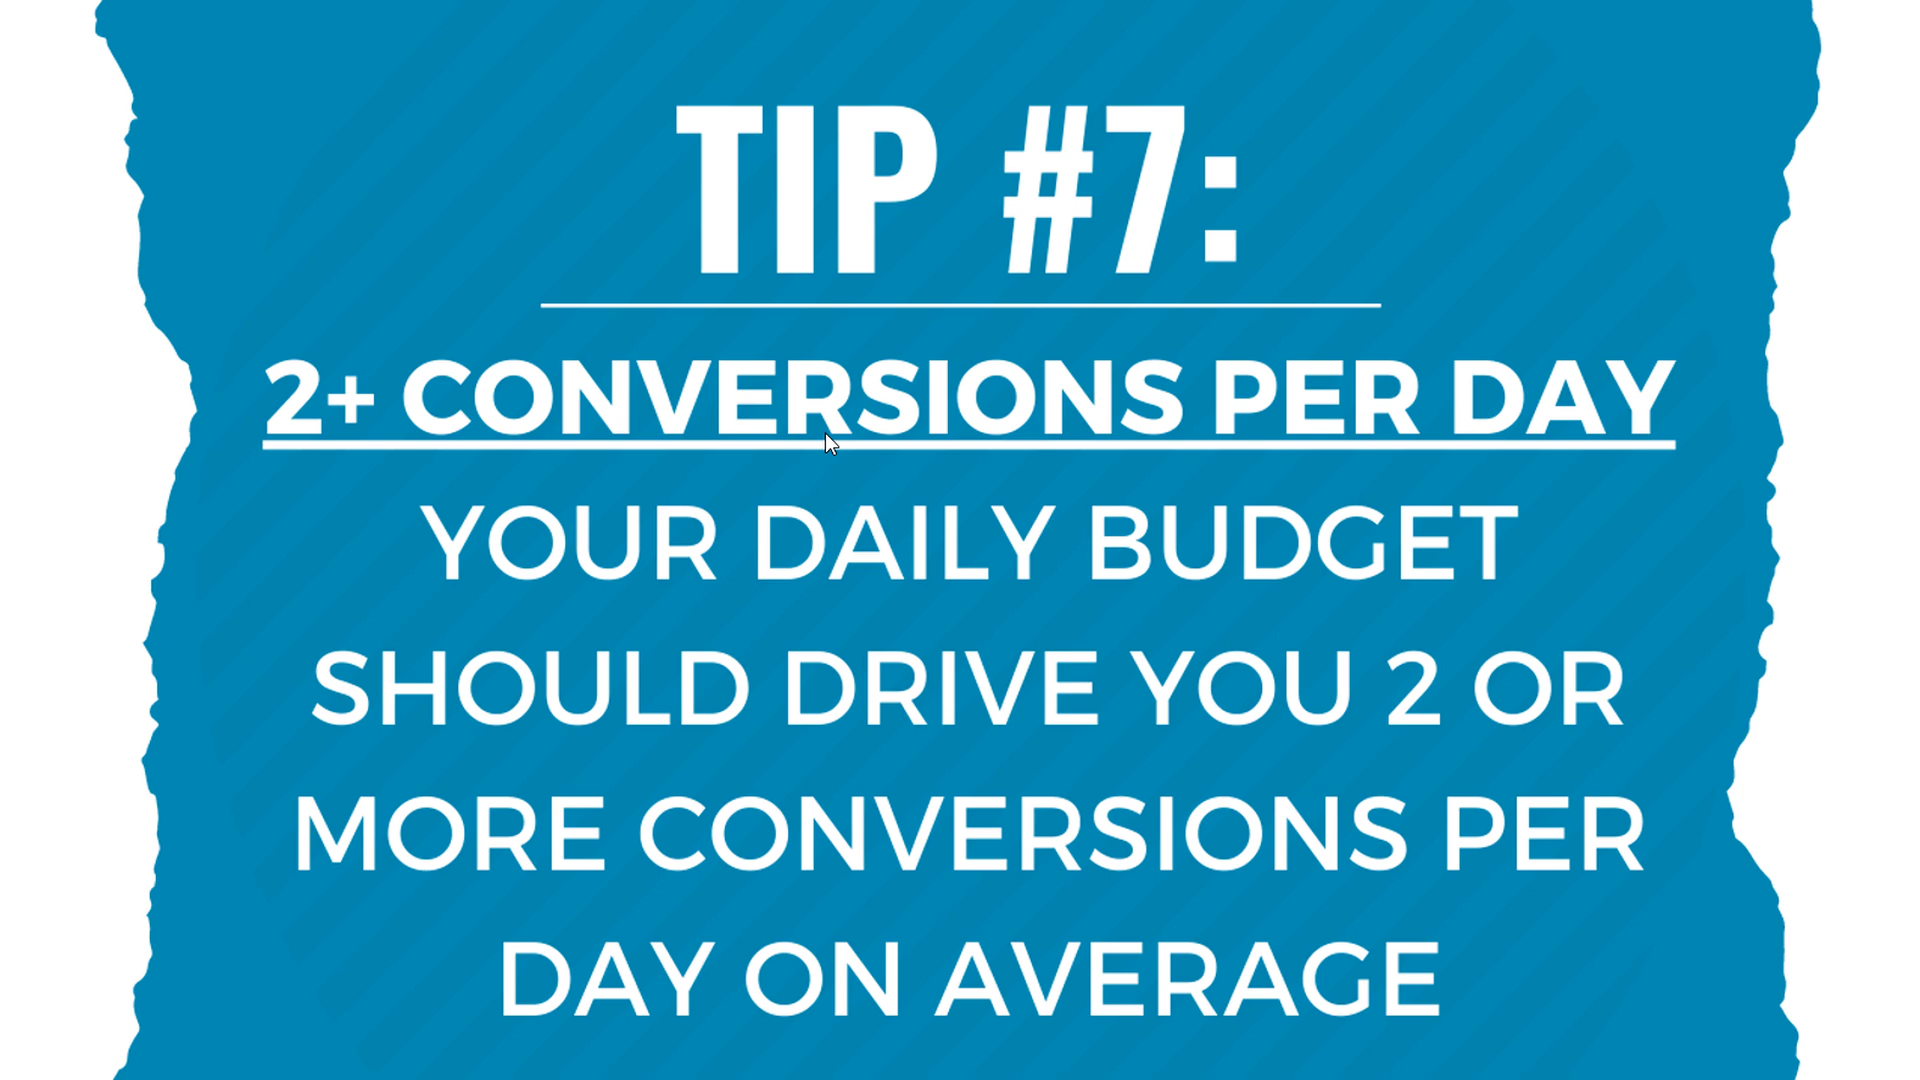 TIP #7:
2+ CONVERSIONS PER DAY
YOUR DAILY BUDGET
SHOULD DRIVE YOU 2 OR
MORE CONVERSIONS PER
DAY ON AVERAGE